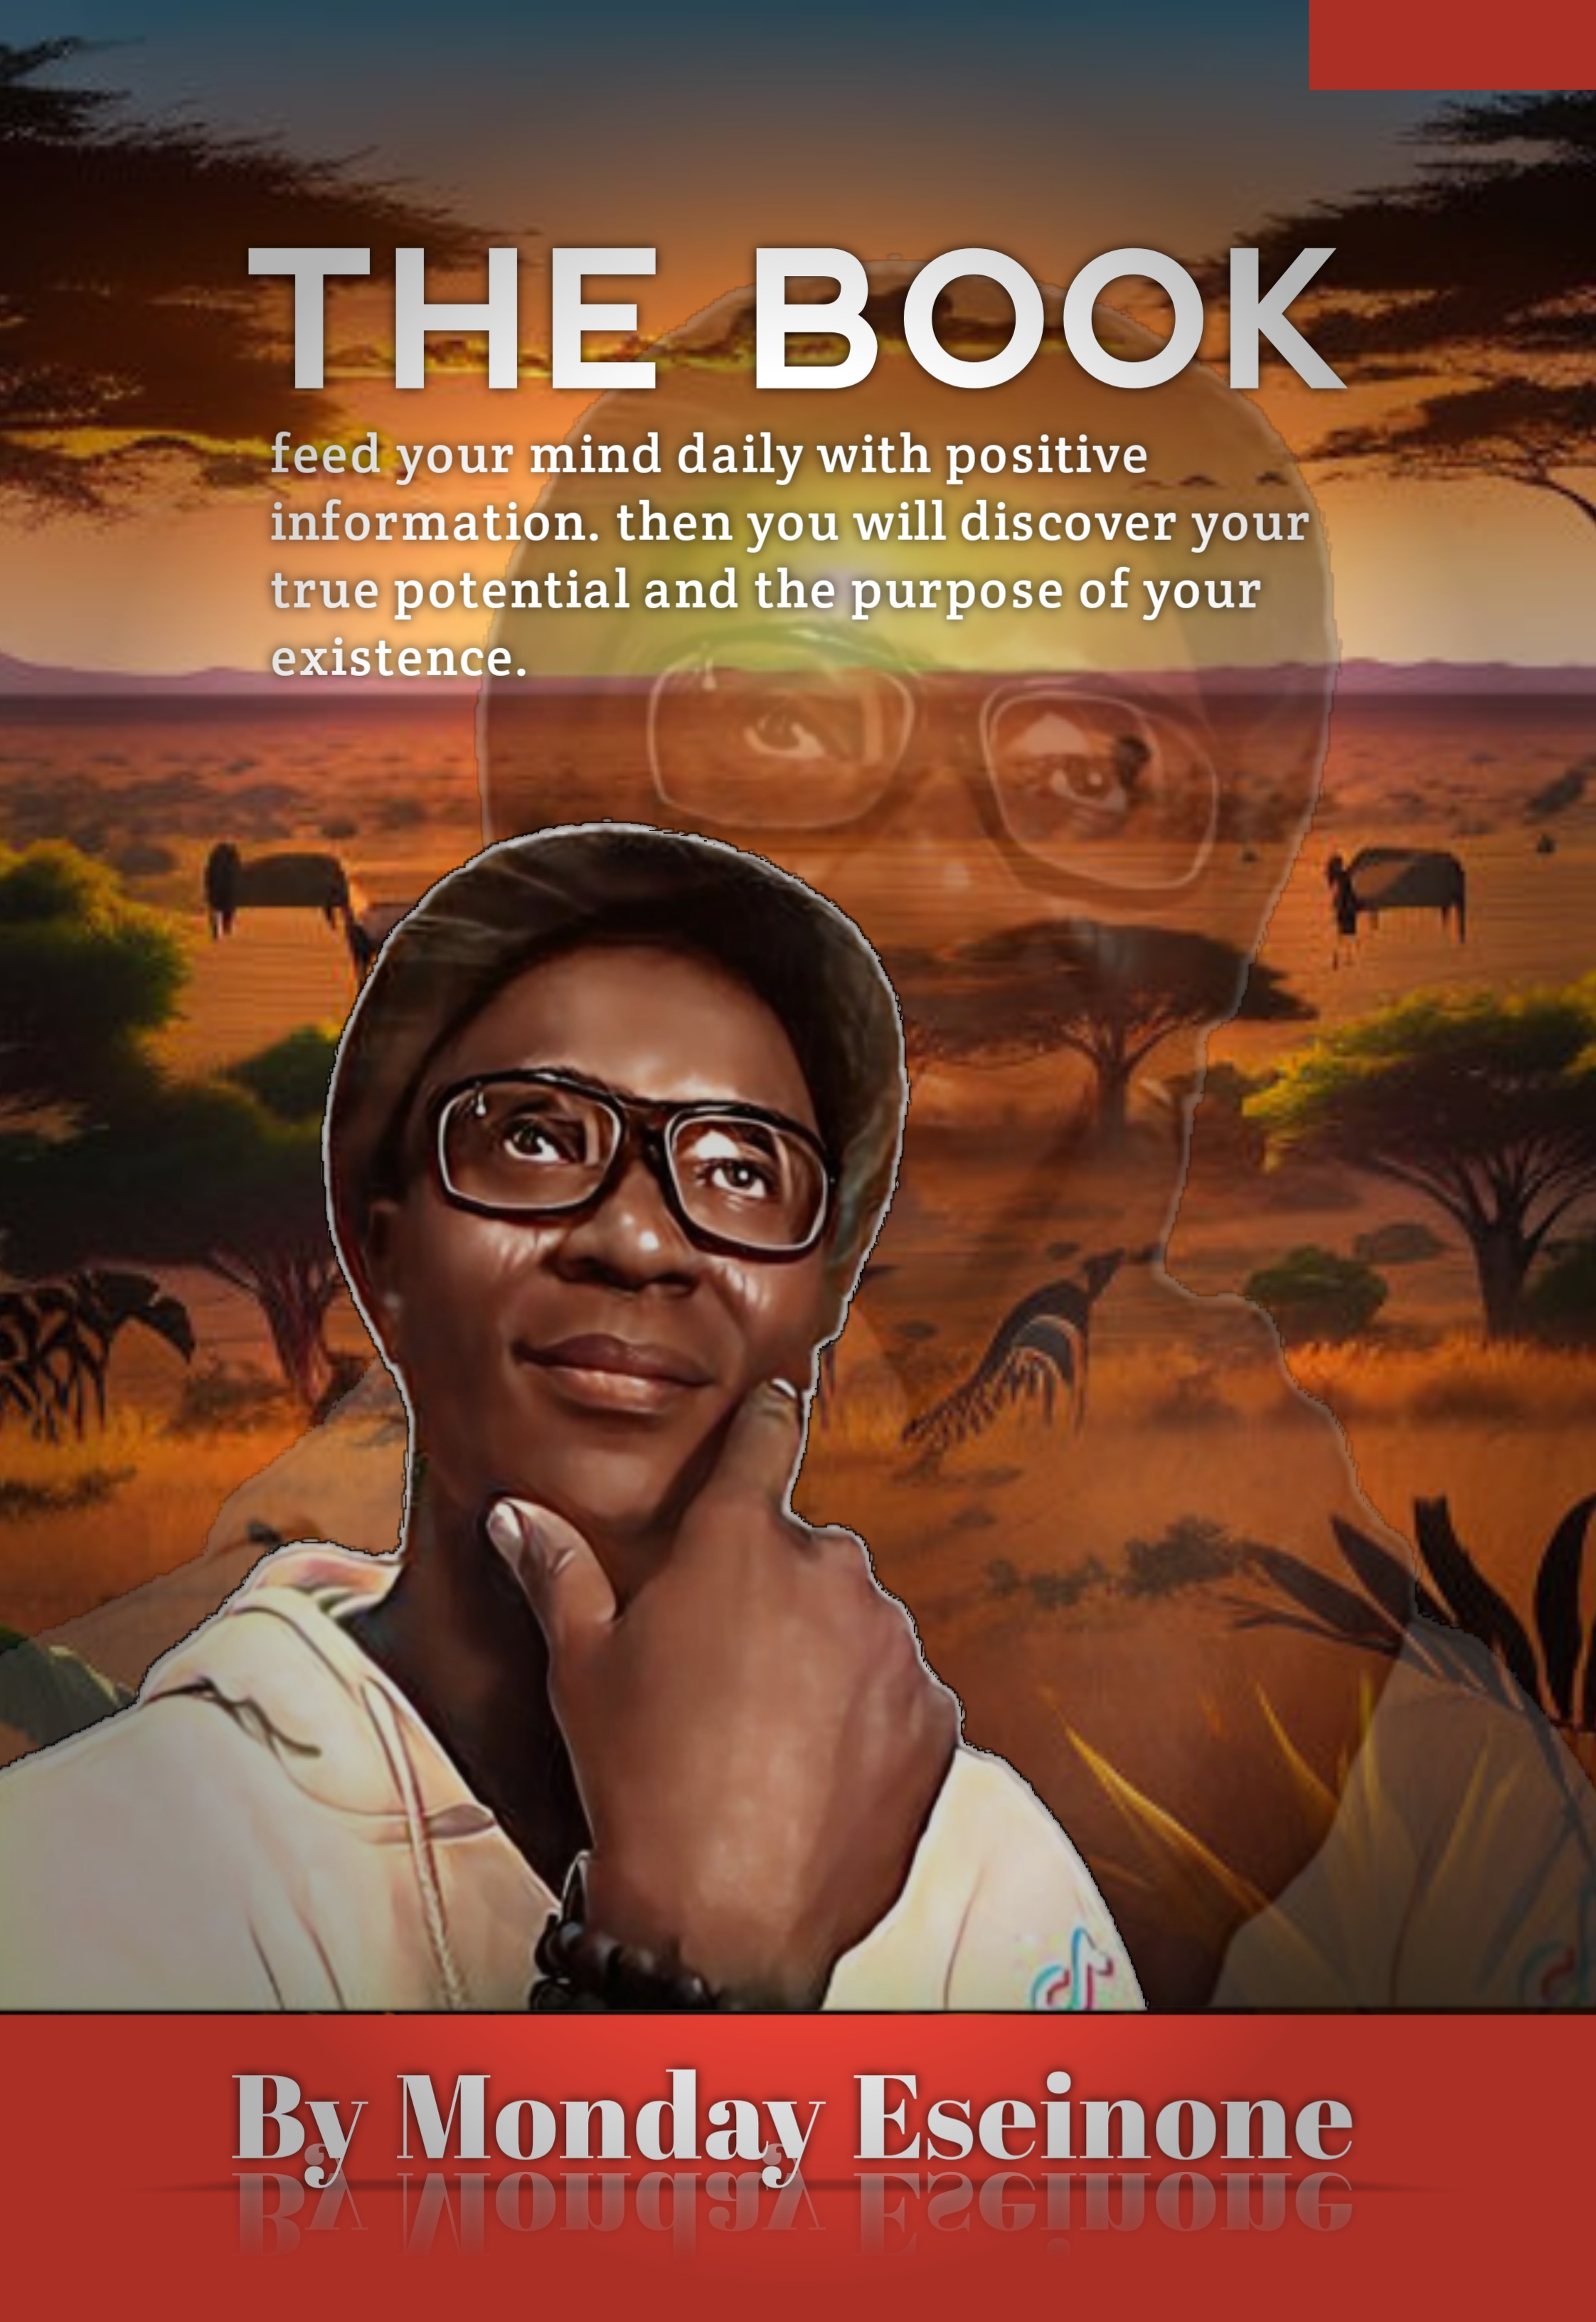 THE BOOK
feed your mind daily with positive
information. then you will discover your
true potential and the purpose of your
existence.
By Monday Eseinone